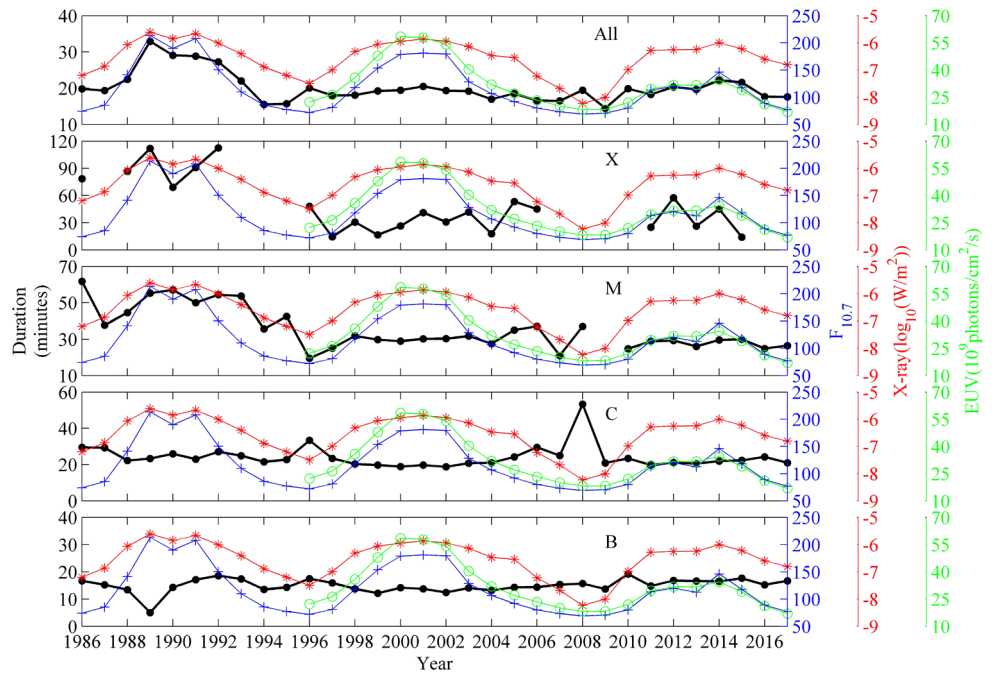 40 All 250 -5 70
30 200 -6 55
20 150 -7 40
10 100 -8 25
50 -9 10
120 X 250 -5 70
90 200 -6 55
60 150 -7 40
30 100 -8 25
0 50 -9 10
70 M 250 -5 70
50 200 -6 55
30 150 -7 40
10 100 -8 25
50 -9 10
60 C 250 -5 70
40 200 -6 55
20 150 -7 40
0 100 -8 25
50 -9 10
40 B 250 -5 70
30 200 -6 55
20 150 -7 40
10 100 -8 25
0 50 -9 10
Duration
(minutes)
F10.7
X-ray(log10(W/m2)
EUV(109photons/cm2/s)
1986 1988 1990 1992 1994 1996 1998 2000 2002 2004 2006 2008 2010 2012 2014 2016
Year